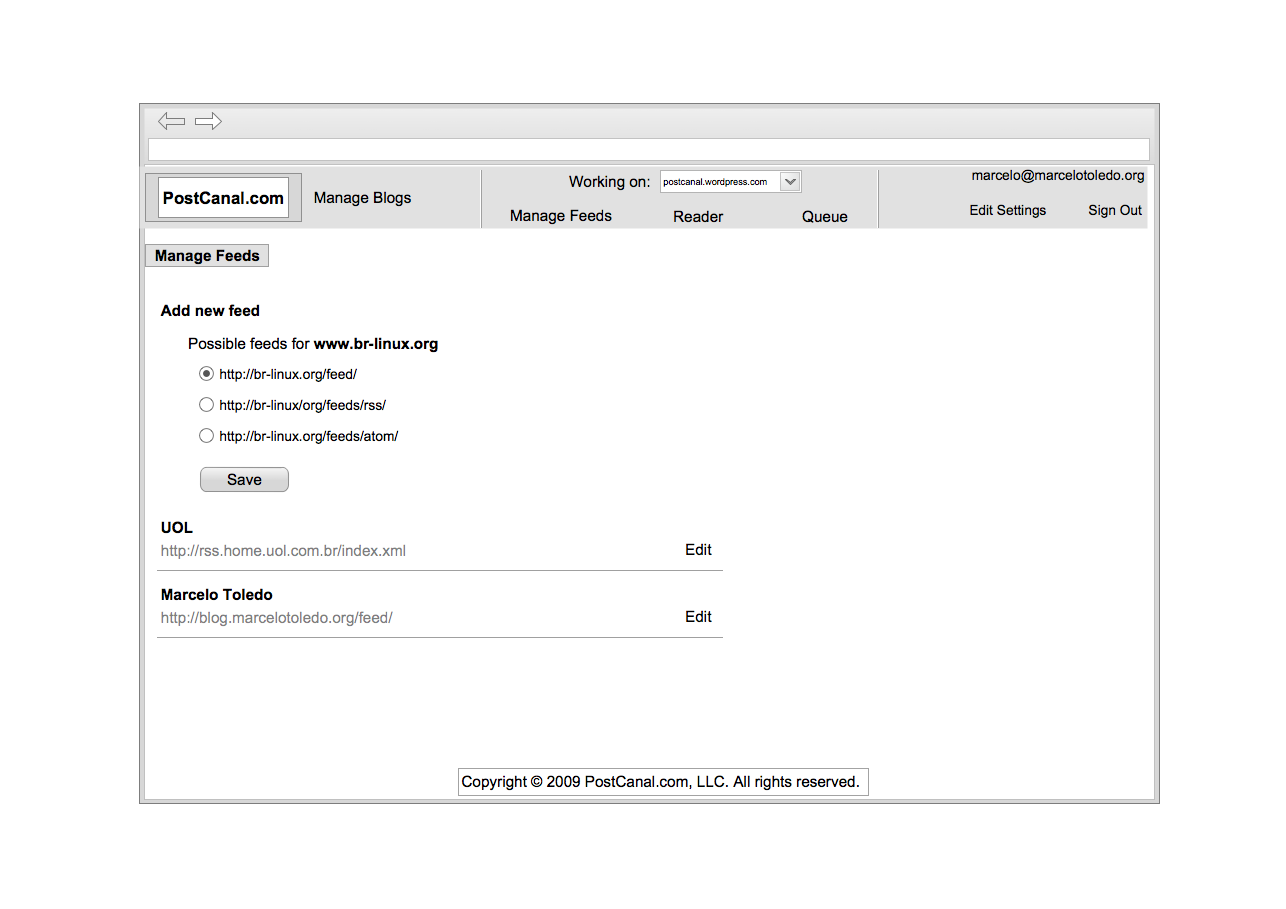 PostCanal.com
Manage Blogs
Working on: postcanal.wordpress.com
Manage Feeds Reader Queue
marcelo@marcelotoledo.org
Edit Settings Sign Out
Manage Feeds
Add new feed
Possible feeds for www.br-linux.org
http://br-linux.org/feed/
http://br-linux/org/feeds/rss/
http://br-linux.org/feeds/atom/
Save
UOL
http://rss.home.uol.com.br/index.xml Edit
Marcelo Toledo
http://blog.marcelotoledo.org/feed/ Edit
Copyright © 2009 PostCanal.com, LLC. All rights reserved.